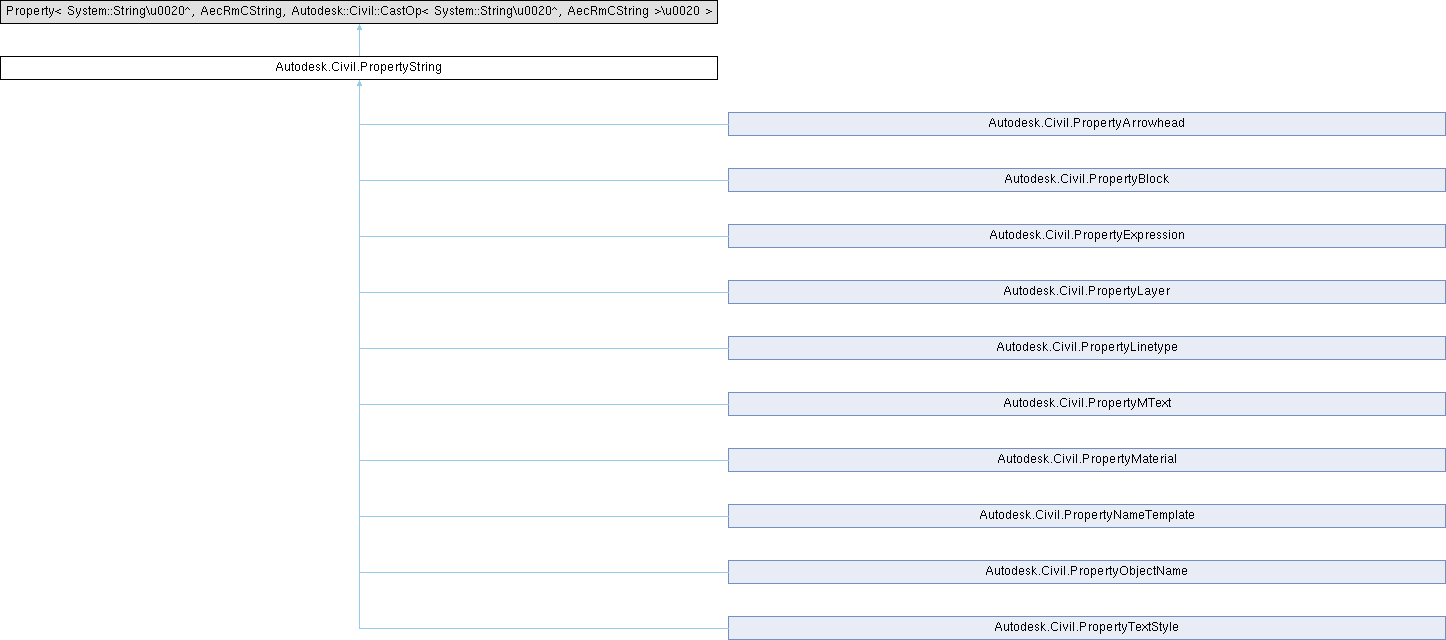 Property< System::String\u0020^, AecRmCString, Autodesk::Civil::CastOp< System::String\u0020^, AecRmCString >\u0020 >
Autodesk.Civil.PropertyString
Autodesk.Civil.PropertyArrowhead
Autodesk.Civil.PropertyBlock
Autodesk.Civil.PropertyExpression
Autodesk.Civil.PropertyLayer
Autodesk.Civil.PropertyLinetype
Autodesk.Civil.PropertyMText
Autodesk.Civil.PropertyMaterial
Autodesk.Civil.PropertyNameTemplate
Autodesk.Civil.PropertyObjectName
Autodesk.Civil.PropertyTextStyle